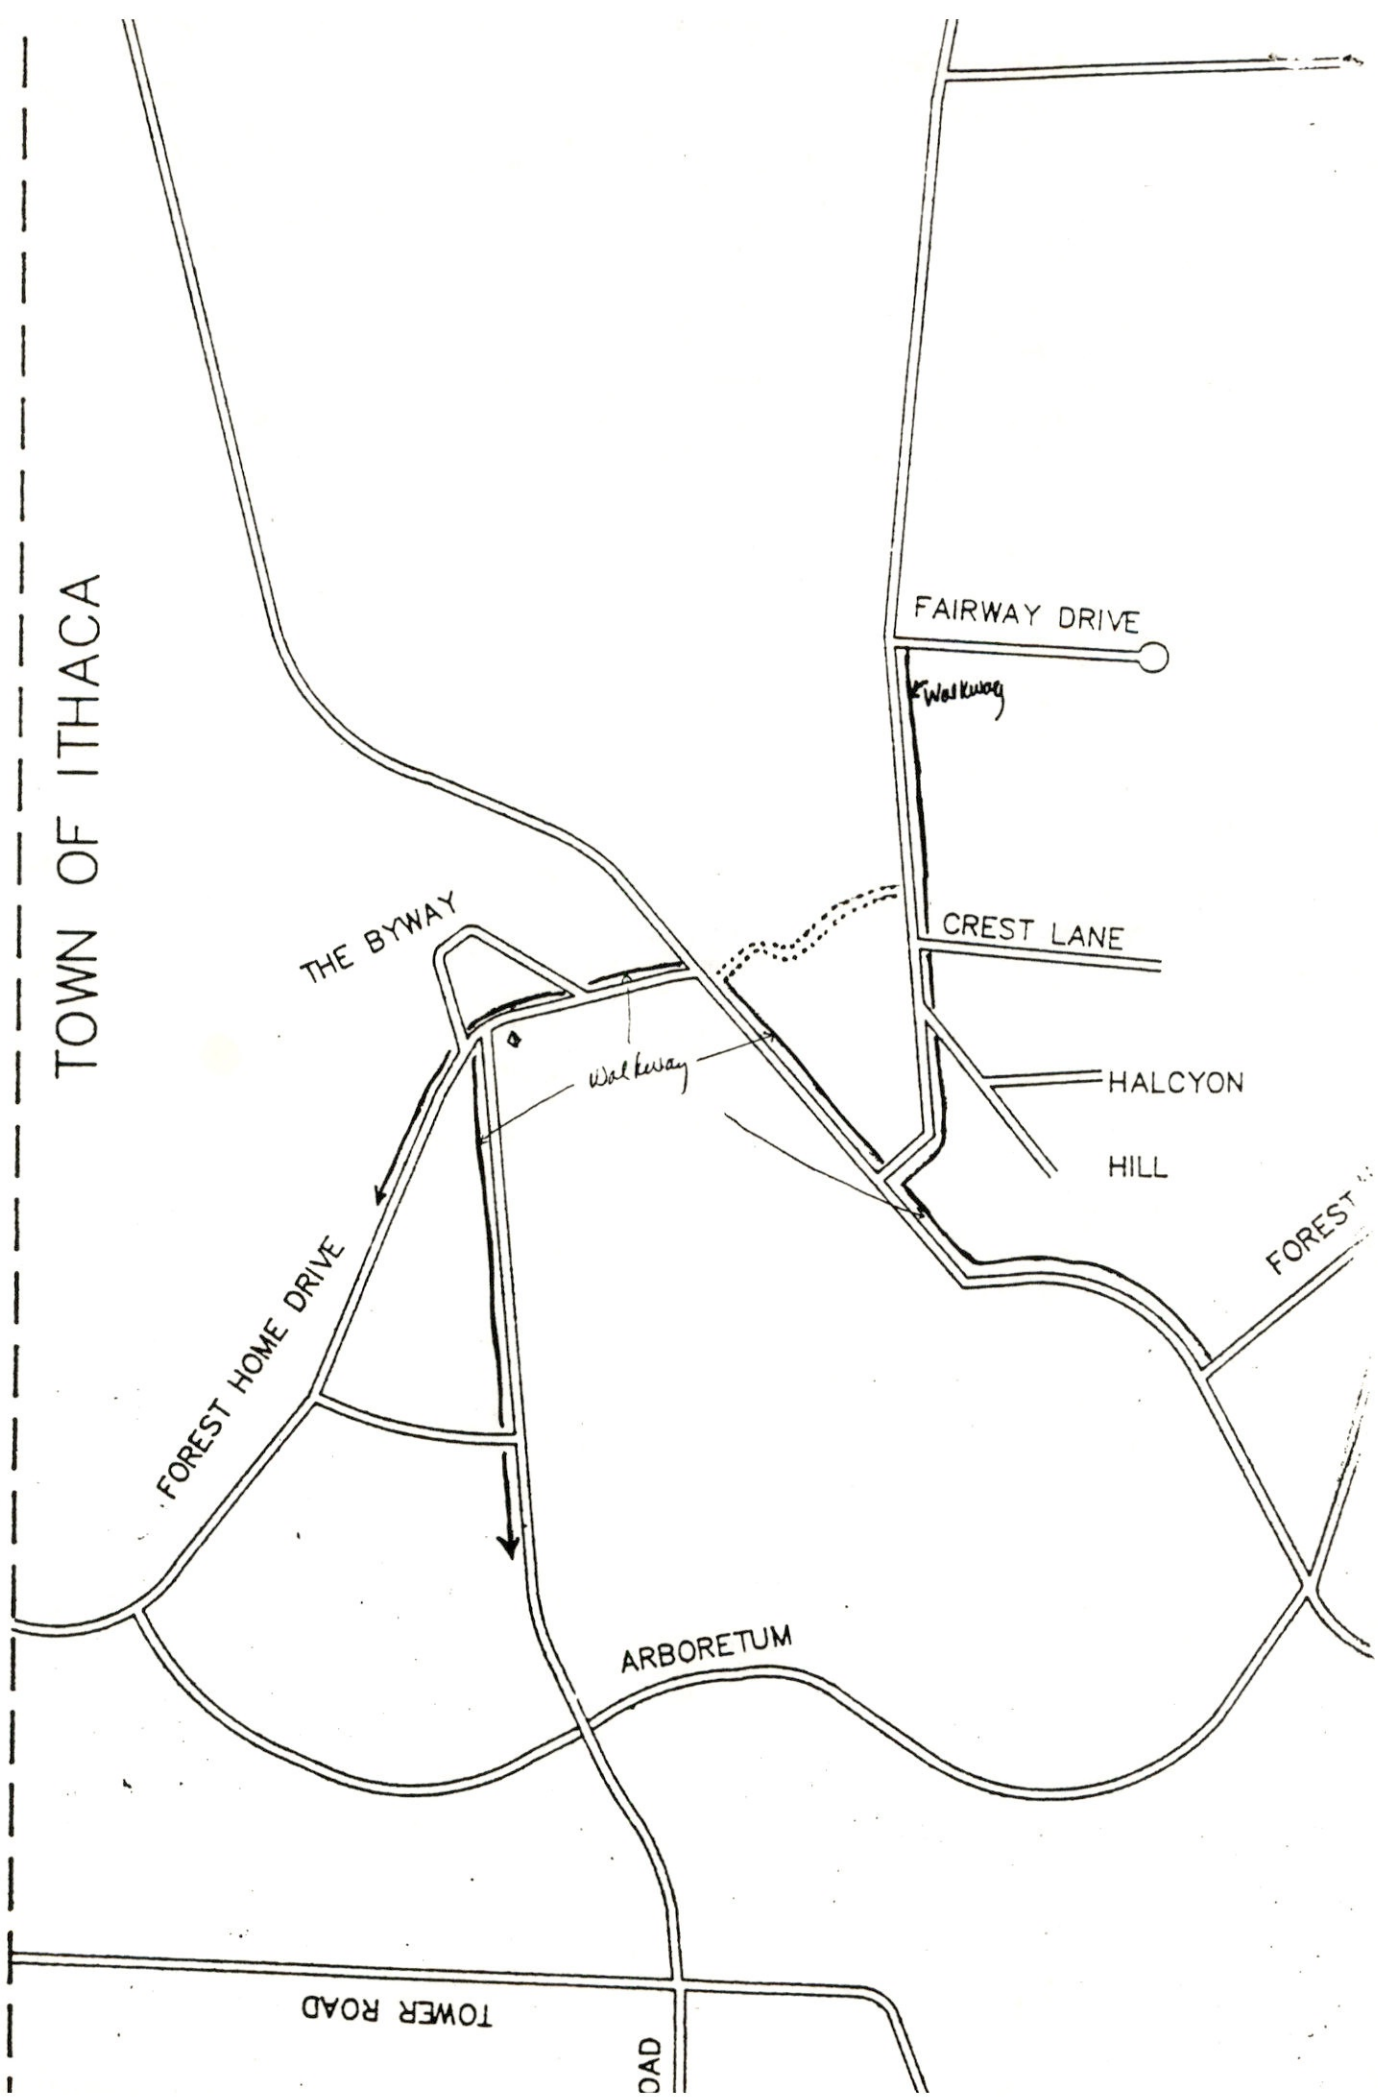 TOWN OF ITHACA
FAIRWAY DRIVE
Walkway
CREST LANE
THE BYWAY
Walkway
HALCYON
HILL
FOREST
FOREST HOME DRIVE
ARBORETUM
TOWER ROAD
OAD